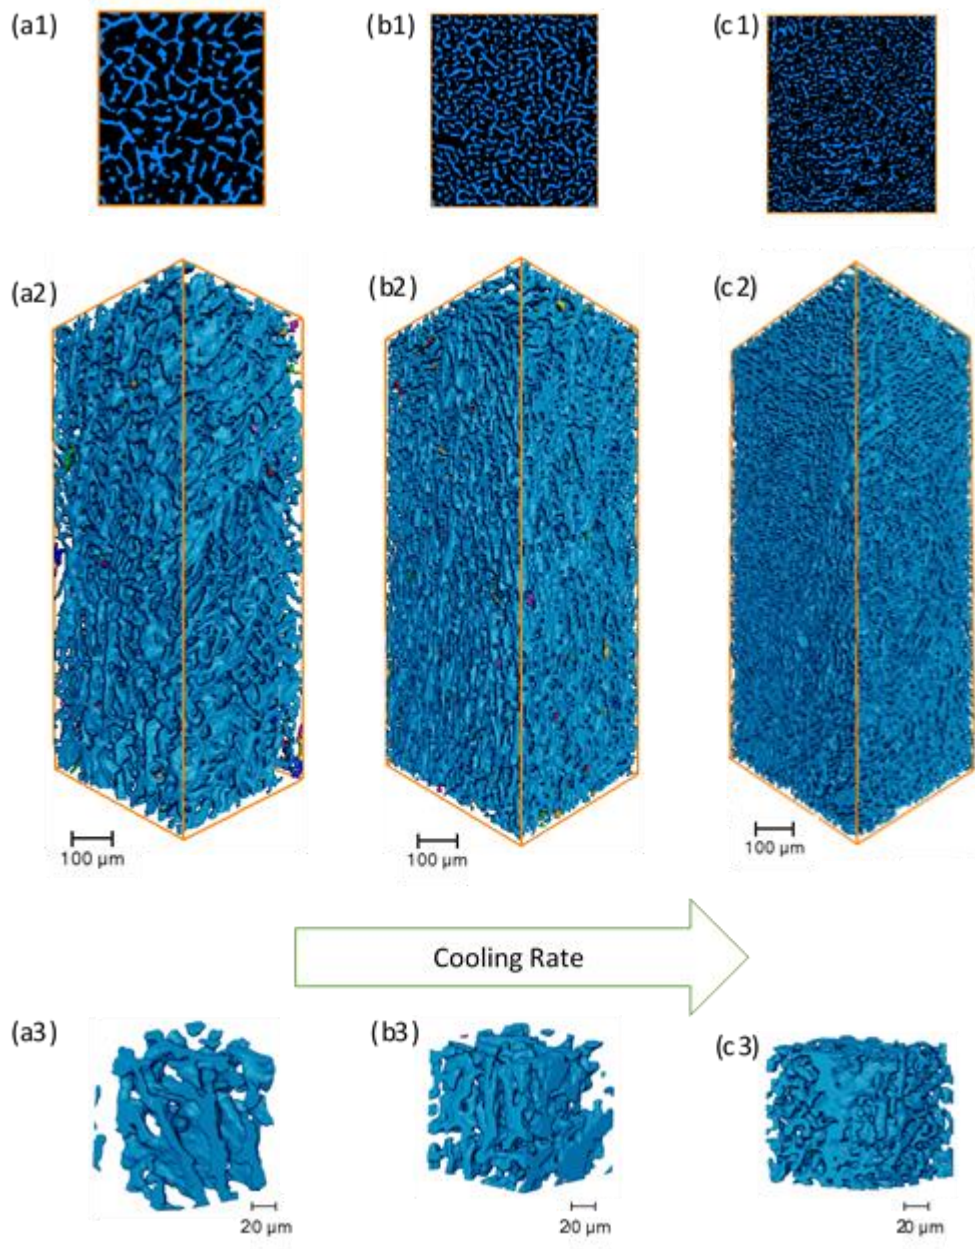 (a1)
(b1)
(c1)
(a2)
(b2)
(c2)
100 µm
100 µm
100 µm
Cooling Rate
(a3)
(b3)
(c3)
20 µm
20 µm
20 µm